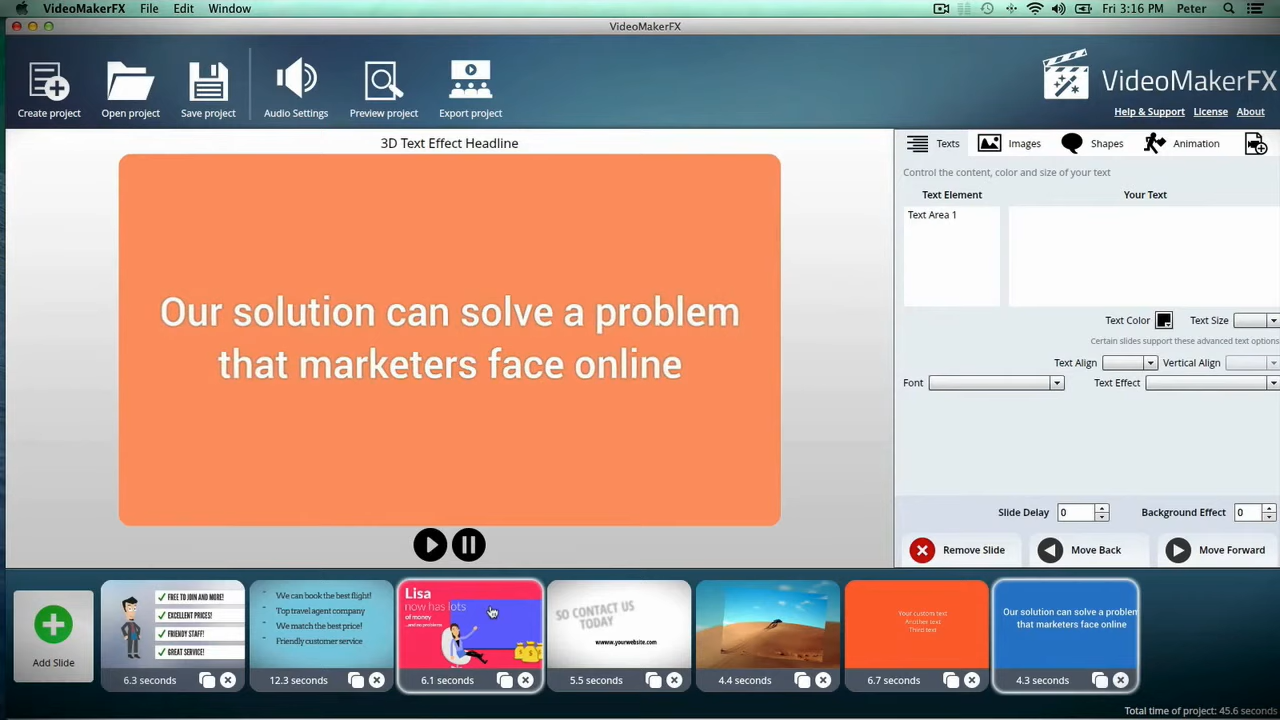 VideoMakerFX File Edit Window Fri 3:16 PM Peter
VideoMakerFX
Create project
Open project
Save project
Audio Settings
Preview project
Export project
VideoMakerFX
Help & Support License About
3D Text Effect Headline
Our solution can solve a problem
that marketers face online
Texts Images Shapes Animation
Control the content, color and size of your text
Text Element Your Text
Text Area 1
Text Color Text Size
Certain slides support these advanced text options
Text Align Vertical Align
Font Text Effect
Slide Delay 0 Background Effect 0
Remove Slide Move Back Move Forward
Add Slide
FREE TO JOIN AND MORE!
EXCELLENT PRICES!
FRIENDY STAFF!
GREAT SERVICE!
6.3 seconds
- We can book the best flight!
- Top travel agent company
- We match the best price!
- Friendly customer service
12.3 seconds
Lisa
now has lots
of money
6.1 seconds
SO CONTACT US
TODAY
www.yourwebsite.com
5.5 seconds
4.4 seconds
Your custom text
Another text
Third text
6.7 seconds
Our solution can solve a problem
that marketers face online
4.3 seconds
Total time of project: 45.6 seconds